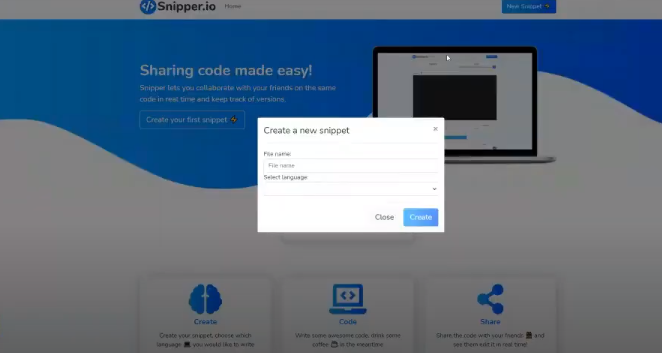 Snipper.io
Home
New Snippet
Sharing code made easy!
Snipper lets you collaborate with your friends on the same
code in real time and keep track of versions.
Create your first snippet
Create a new snippet
×
File name:
File name
Select language:
Close
Create
Create
Create your snippet, choose which
language you would like to write
Code
Write some awesome code, drink some
coffee in the meantime
Share
Share the code with your friends and
see them edit it in real time!